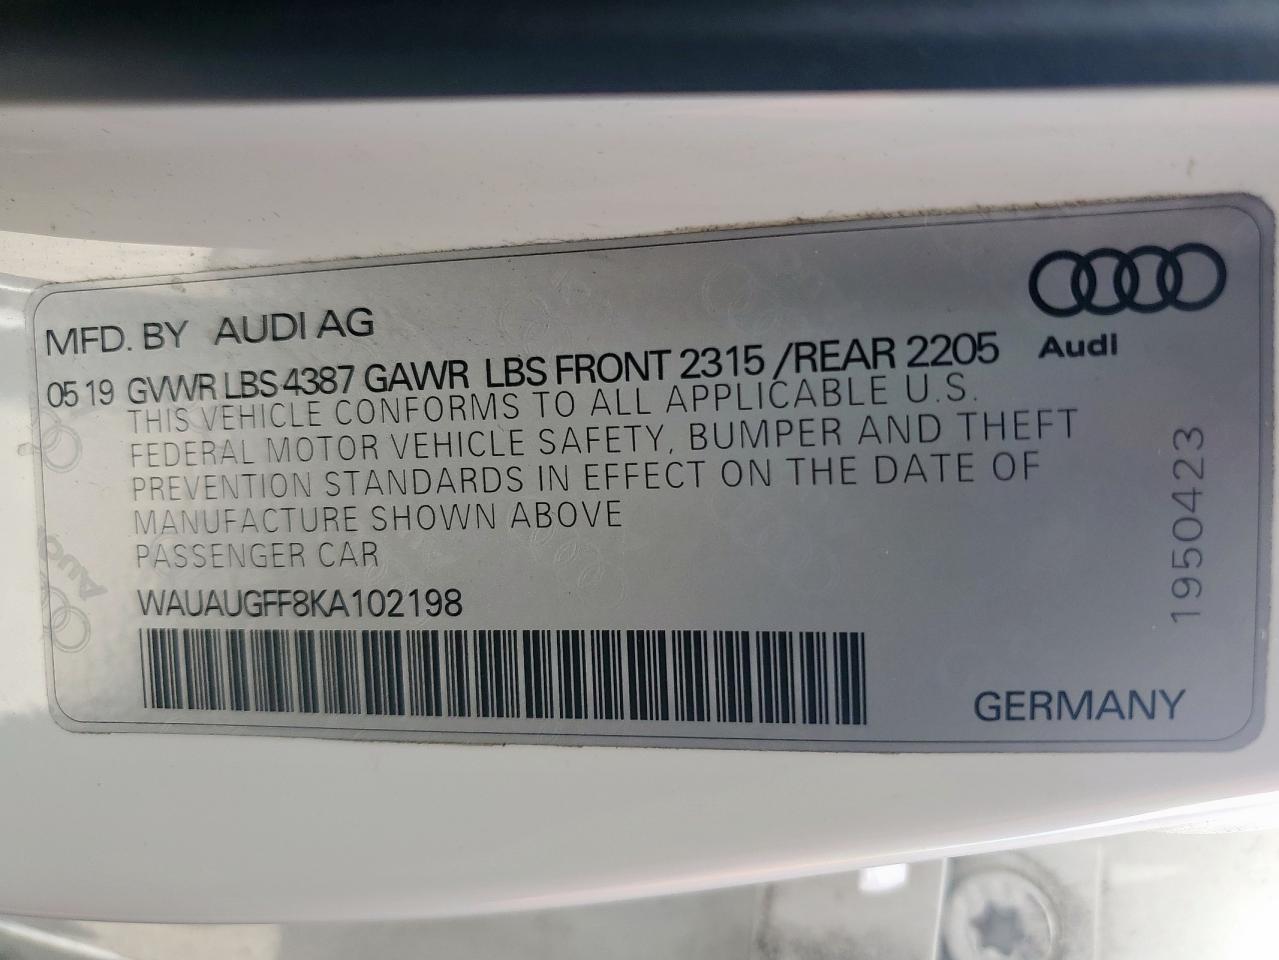 MFD. BY AUDI AG
05 19 GVWR LBS 4387 GAWR LBS FRONT 2315 /REAR 2205
Audi
THIS VEHICLE CONFORMS TO ALL APPLICABLE U.S.
FEDERAL MOTOR VEHICLE SAFETY, BUMPER AND THEFT
PREVENTION STANDARDS IN EFFECT ON THE DATE OF
MANUFACTURE SHOWN ABOVE
PASSENGER CAR
WAUAUGFF8KA102198
1950423
GERMANY
Audi